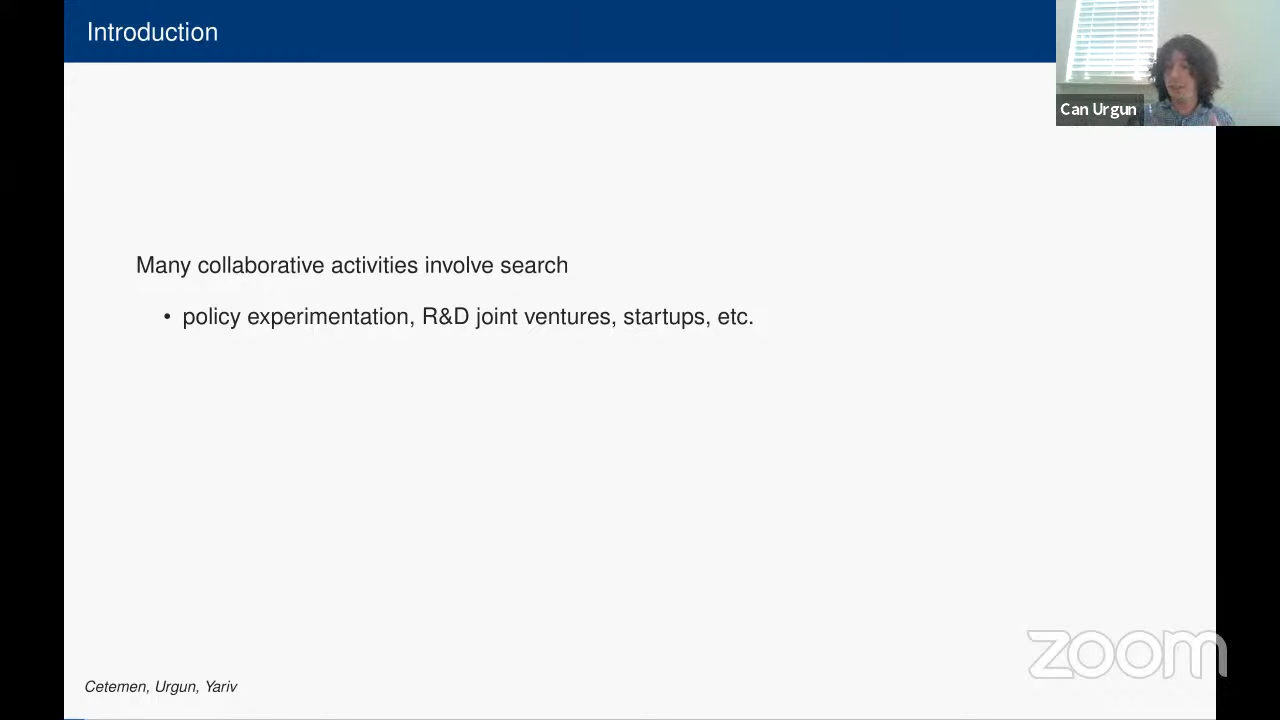 Introduction
Can Urgun
Many collaborative activities involve search
• policy experimentation, R&D joint ventures, startups, etc.
zoom
Cetemen, Urgun, Yariv